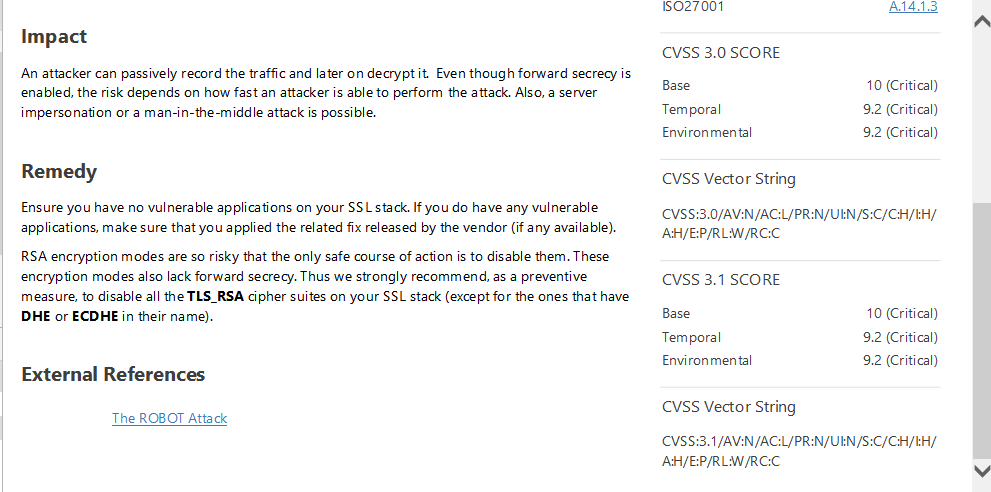 Impact
An attacker can passively record the traffic and later on decrypt it. Even though forward secrecy is
enabled, the risk depends on how fast an attacker is able to perform the attack. Also, a server
impersonation or a man-in-the-middle attack is possible.
Remedy
Ensure you have no vulnerable applications on your SSL stack. If you do have any vulnerable
applications, make sure that you applied the related fix released by the vendor (if any available).
RSA encryption modes are so risky that the only safe course of action is to disable them. These
encryption modes also lack forward secrecy. Thus we strongly recommend, as a preventive
measure, to disable all the TLS_RSA cipher suites on your SSL stack (except for the ones that have
DHE or ECDHE in their name).
External References
The ROBOT Attack
ISO27001 A.14.1.3
CVSS 3.0 SCORE
Base 10 (Critical)
Temporal 9.2 (Critical)
Environmental 9.2 (Critical)
CVSS Vector String
CVSS:3.0/AV:N/AC:L/PR:N/UI:N/S:C/C:H/I:H/
A:H/E:P/RL:W/RC:C
CVSS 3.1 SCORE
Base 10 (Critical)
Temporal 9.2 (Critical)
Environmental 9.2 (Critical)
CVSS Vector String
CVSS:3.1/AV:N/AC:L/PR:N/UI:N/S:C/C:H/I:H/
A:H/E:P/RL:W/RC:C